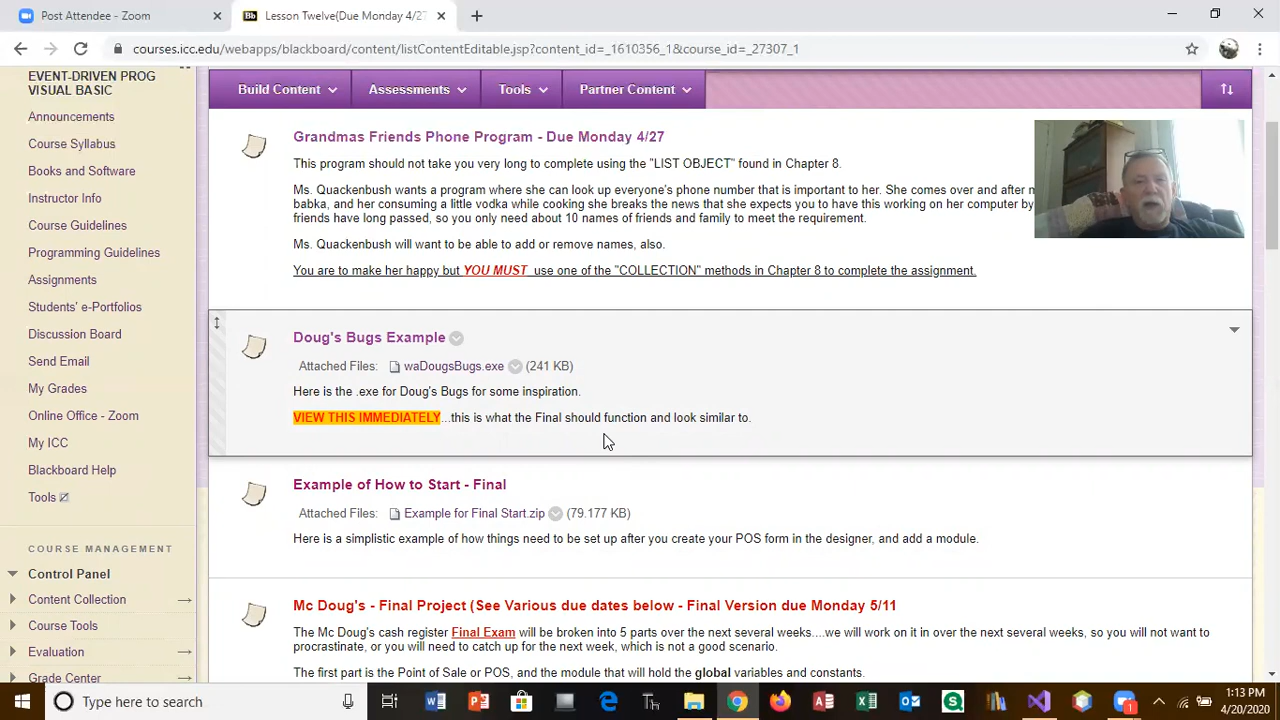 Post Attendee - Zoom
Lesson Twelve(Due Monday 4/27
courses.icc.edu/webapps/blackboard/content/listContentEditable.jsp?content_id=_1610356_1&course_id=_27307_1
EVENT-DRIVEN PROG
VISUAL BASIC
Announcements
Course Syllabus
Books and Software
Instructor Info
Course Guidelines
Programming Guidelines
Assignments
Students' e-Portfolios
Discussion Board
Send Email
My Grades
Online Office - Zoom
My ICC
Blackboard Help
Tools
COURSE MANAGEMENT
Control Panel
Content Collection
Course Tools
Evaluation
Grade Center
Build Content
Assessments
Tools
Partner Content
Grandmas Friends Phone Program - Due Monday 4/27
This program should not take you very long to complete using the "LIST OBJECT" found in Chapter 8.
Ms. Quackenbush wants a program where she can look up everyone's phone number that is important to her. She comes over and after
babka, and her consuming a little vodka while cooking she breaks the news that she expects you to have this working on her computer by
friends have long passed, so you only need about 10 names of friends and family to meet the requirement.
Ms. Quackenbush will want to be able to add or remove names, also.
You are to make her happy but YOU MUST use one of the "COLLECTION" methods in Chapter 8 to complete the assignment.
Doug's Bugs Example
Attached Files: waDougsBugs.exe (241 KB)
Here is the .exe for Doug's Bugs for some inspiration.
VIEW THIS IMMEDIATELY...this is what the Final should function and look similar to.
Example of How to Start - Final
Attached Files: Example for Final Start.zip (79.177 KB)
Here is a simplistic example of how things need to be set up after you create your POS form in the designer, and add a module.
Mc Doug's - Final Project (See Various due dates below - Final Version due Monday 5/11
The Mc Doug's cash register Final Exam will be broken into 5 parts over the next several weeks....we will work on it in over the next several weeks, so you will not want to
procrastinate, or you will need to catch up for the next week, which is not a good scenario.
The first part is the Point of Sale or POS, and the module that will hold the global variables and constants.
Type here to search
1:13 PM
4/20/2020